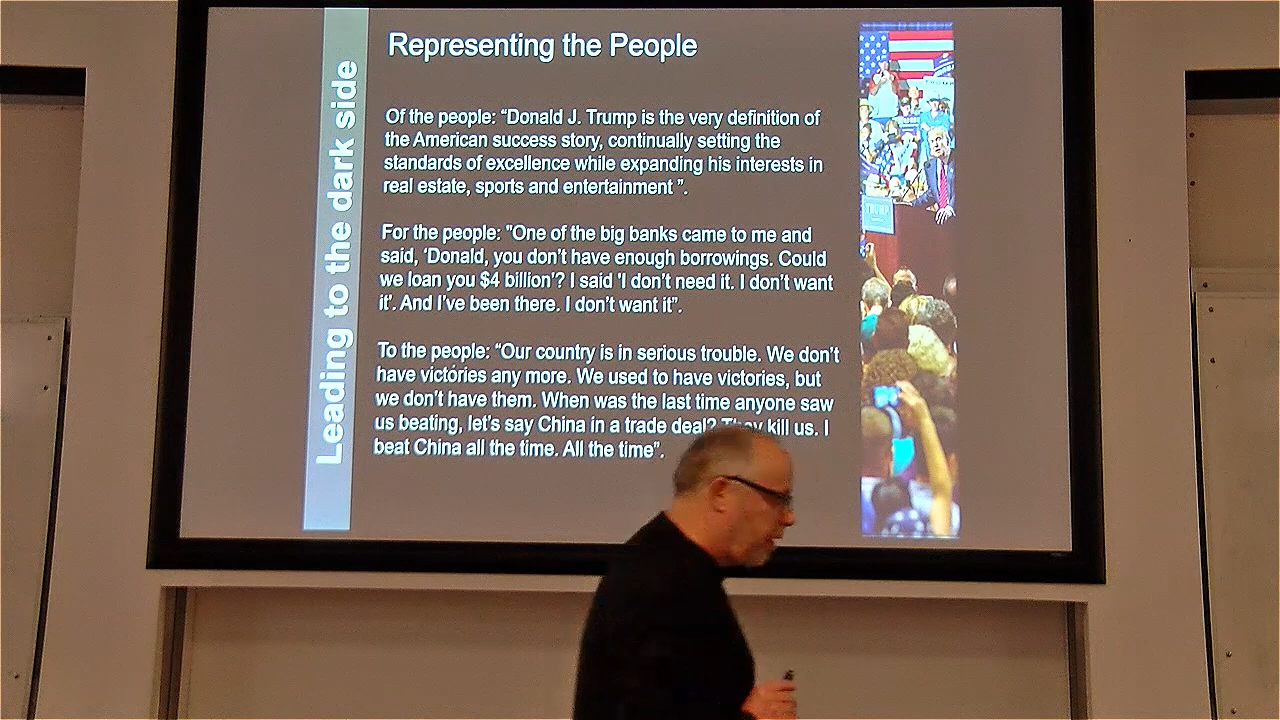 Representing the People
Leading to the dark side
Of the people: “Donald J. Trump is the very definition of
the American success story, continually setting the
standards of excellence while expanding his interests in
real estate, sports and entertainment ”.
For the people: "One of the big banks came to me and
said, ‘Donald, you don’t have enough borrowings. Could
we loan you $4 billion’? I said ‘I don’t need it. I don’t want
it’. And I’ve been there. I don’t want it”.
To the people: “Our country is in serious trouble. We don’t
have victories any more. We used to have victories, but
we don’t have them. When was the last time anyone saw
us beating, let’s say China in a trade deal? They kill us. I
beat China all the time. All the time”.
TRUMP